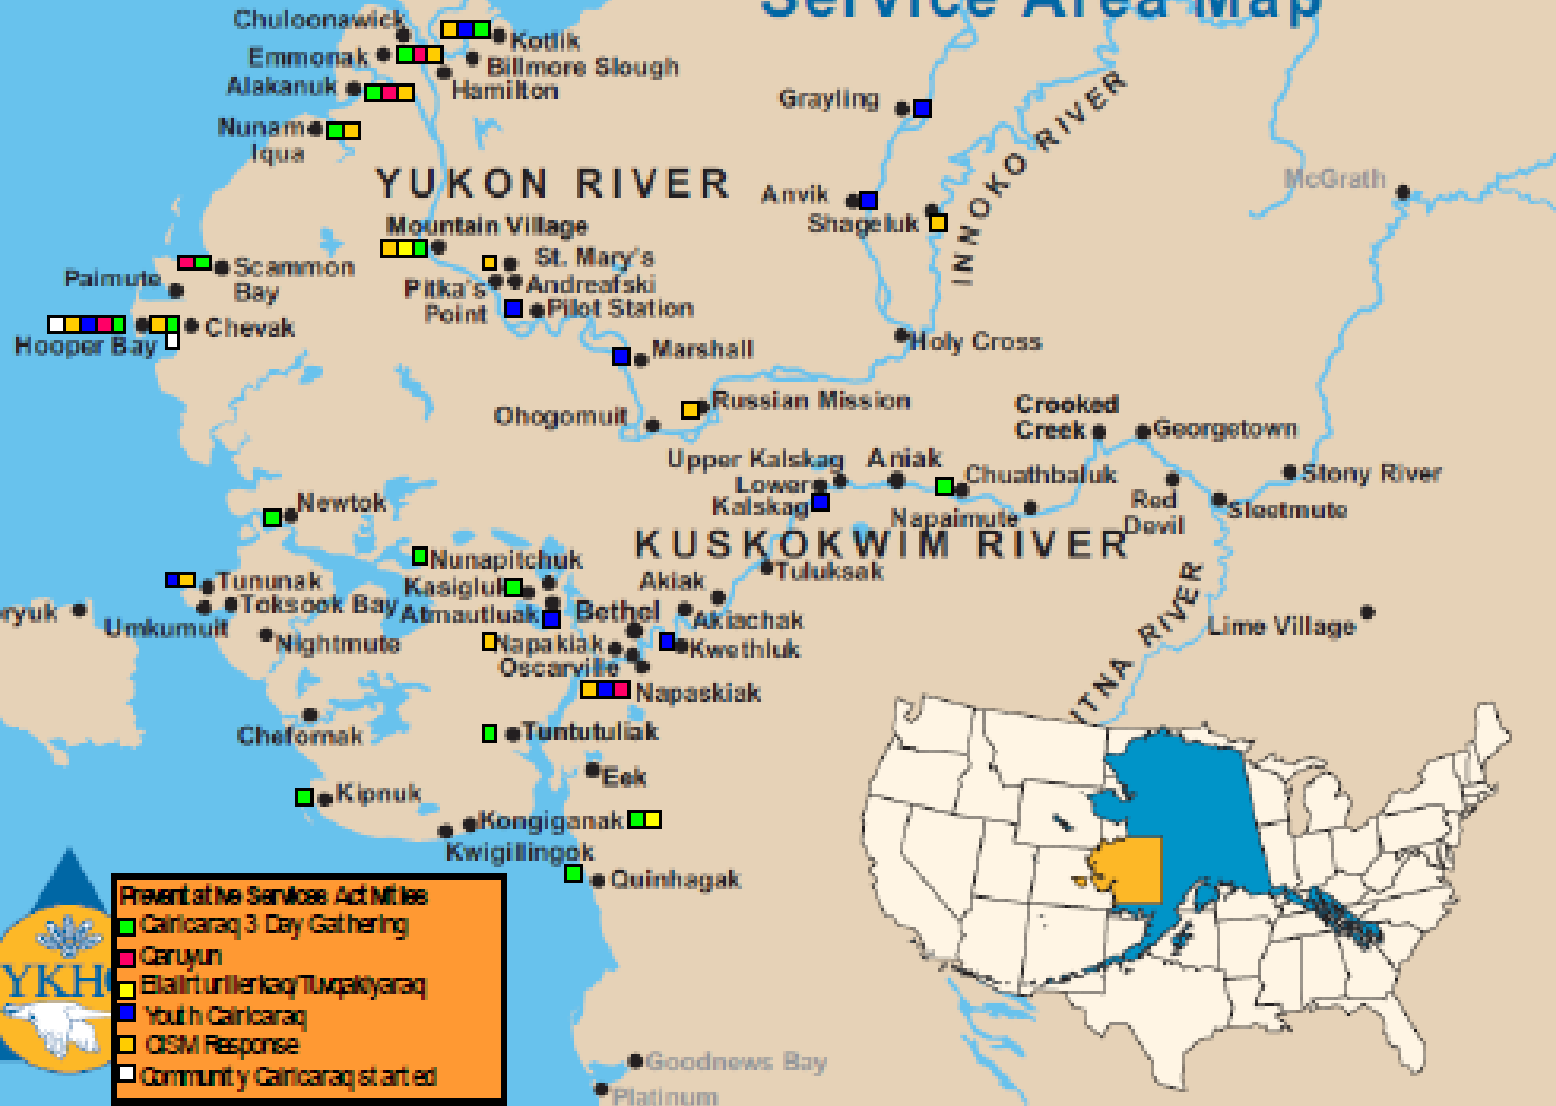 Service Area Map
Chuloonawick
Kotlik
Emmonak
Billmore Slough
Alakanuk
Hamilton
Grayling
Nunam
Iqua
INNOKO RIVER
YUKON RIVER
McGrath
Anvik
Shageluk
Mountain Village
St. Mary's
Scammon
Bay
Paimute
Pitka's
Point
Andreafski
Pilot Station
Chevak
Hooper Bay
Marshall
Holy Cross
Russian Mission
Ohogomuit
Crooked
Creek
Georgetown
Upper Kalskag
Aniak
Lower
Kalskag
Chuathbaluk
Stony River
Red
Devil
Sleetmute
Napaimute
Newtok
KUSKOKWIM RIVER
Nunapitchuk
Tuluksak
Kasigluk
Akiak
Tununak
Toksook Bay
Atmautluak
Bethel
Akiachak
oryuk
Umkumuit
Lime Village
Nightmute
Napakiak
Kwethluk
Oscarville
Napaskiak
ITNA RIVER
Chefornak
Tuntutuliak
Eek
Kipnuk
Kongiganak
Kwigillingok
Quinhagak
YKH
Preventative Services Activities
Calricaraq 3 Day Gathering
Qaruyun
Youth Calricaraq
CISM Response
Community Calricaraq started
Goodnews Bay
Platinum